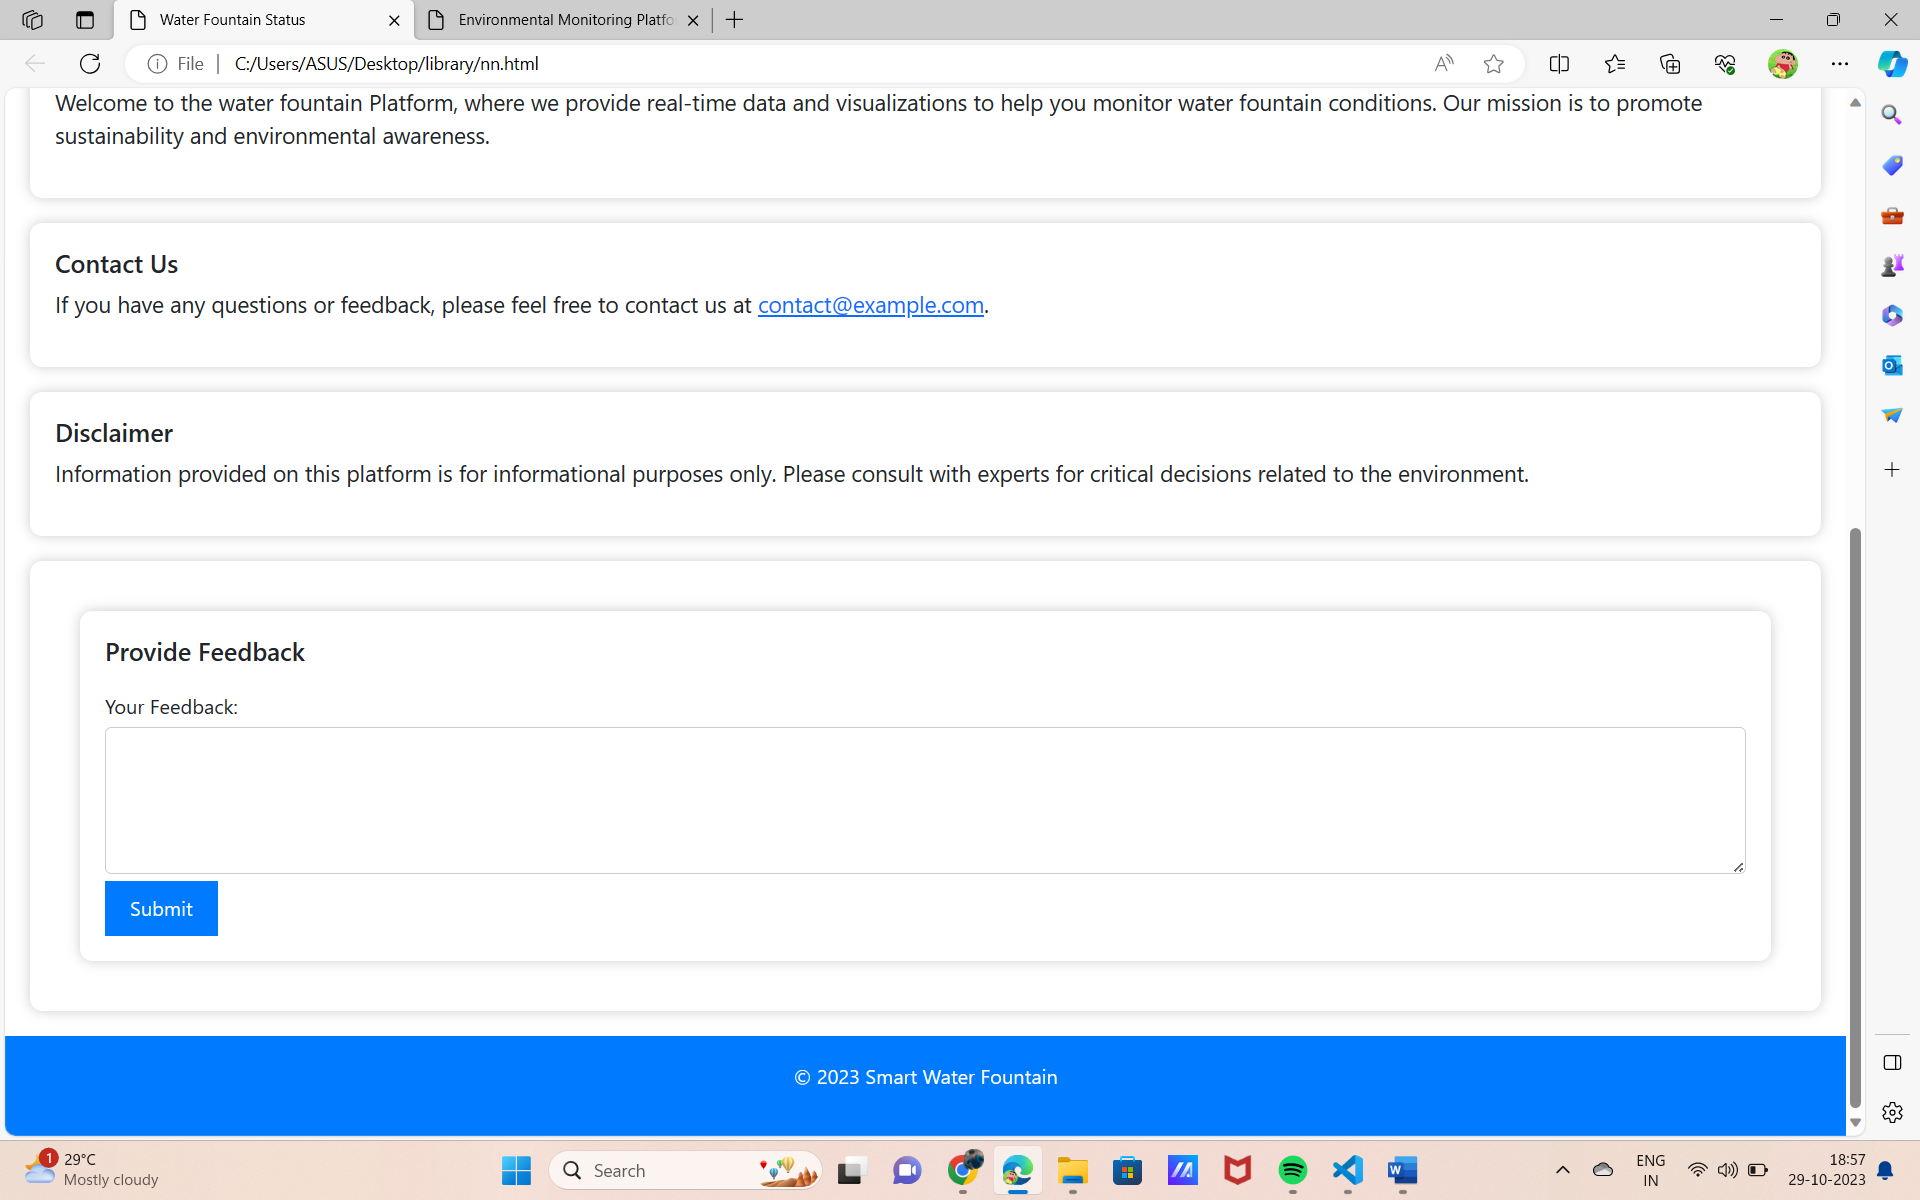 Water Fountain Status
Environmental Monitoring Platfo
File
C:/Users/ASUS/Desktop/library/nn.html
Welcome to the water fountain Platform, where we provide real-time data and visualizations to help you monitor water fountain conditions. Our mission is to promote
sustainability and environmental awareness.
Contact Us
If you have any questions or feedback, please feel free to contact us at contact@example.com.
Disclaimer
Information provided on this platform is for informational purposes only. Please consult with experts for critical decisions related to the environment.
Provide Feedback
Your Feedback:
Submit
© 2023 Smart Water Fountain
1
29°C
Mostly cloudy
Search
ENG
IN
18:57
29-10-2023